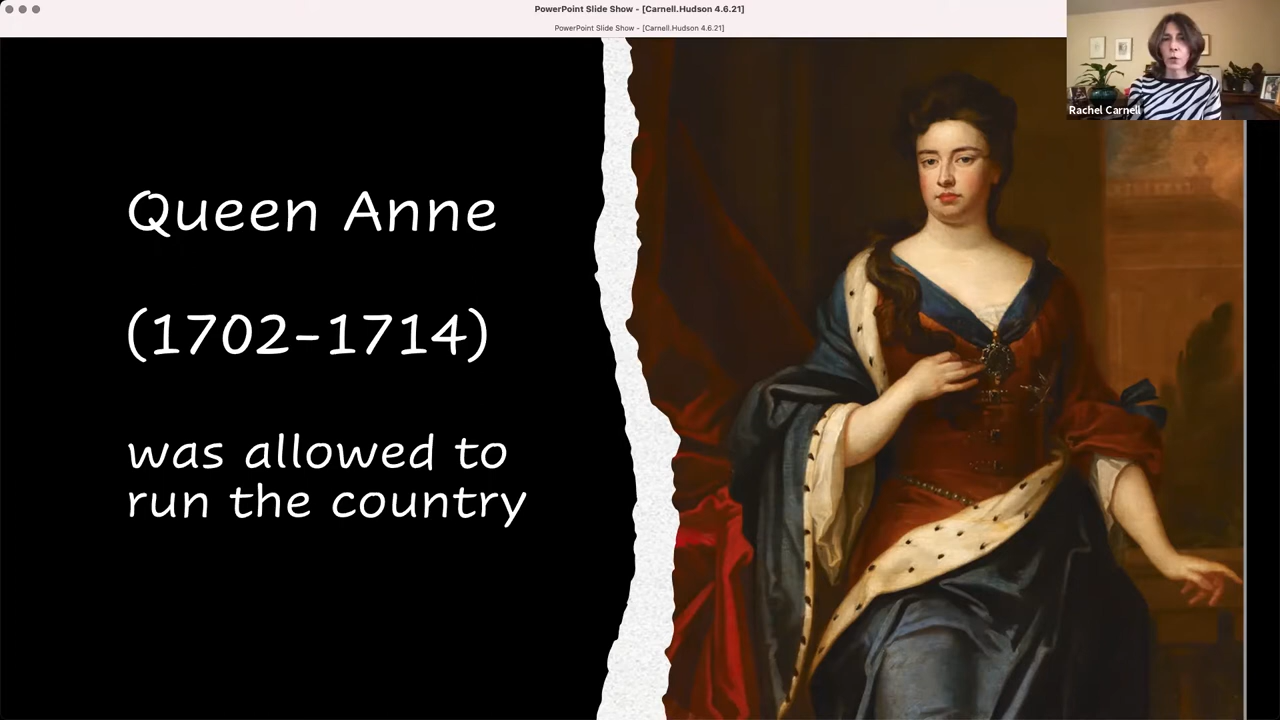 PowerPoint Slide Show - [Carnell.Hudson 4.6.21]
PowerPoint Slide Show - [Carnell.Hudson 4.6.21]
Rachel Carnell
Queen Anne
(1702-1714)
was allowed to
run the country